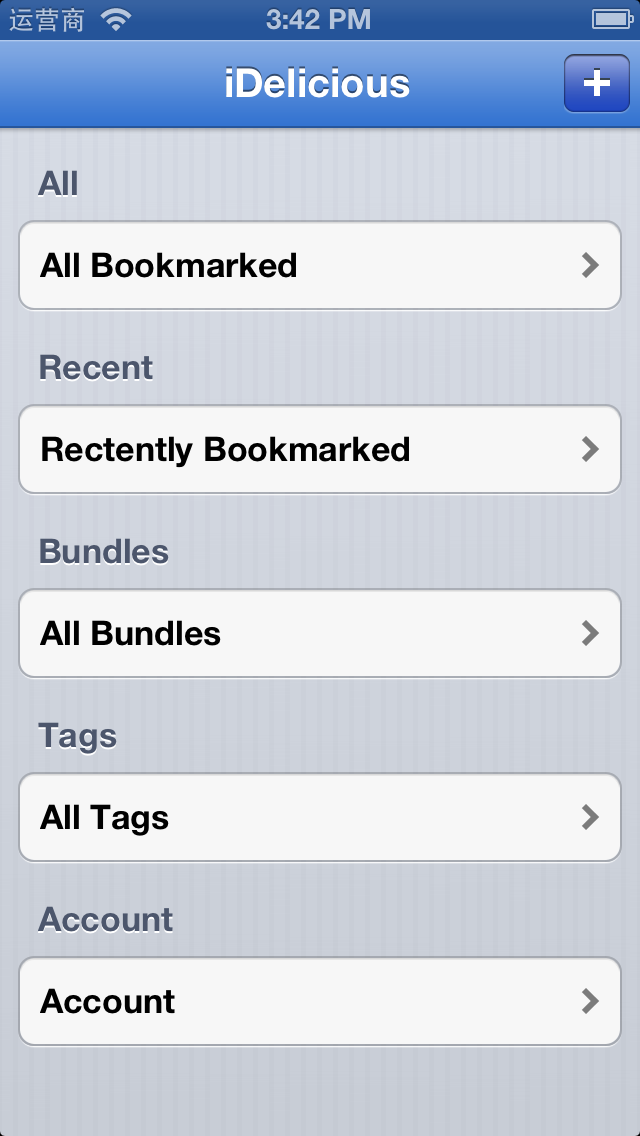 运营商 3:42 PM
iDelicious +
All
All Bookmarked
Recent
Rectently Bookmarked
Bundles
All Bundles
Tags
All Tags
Account
Account